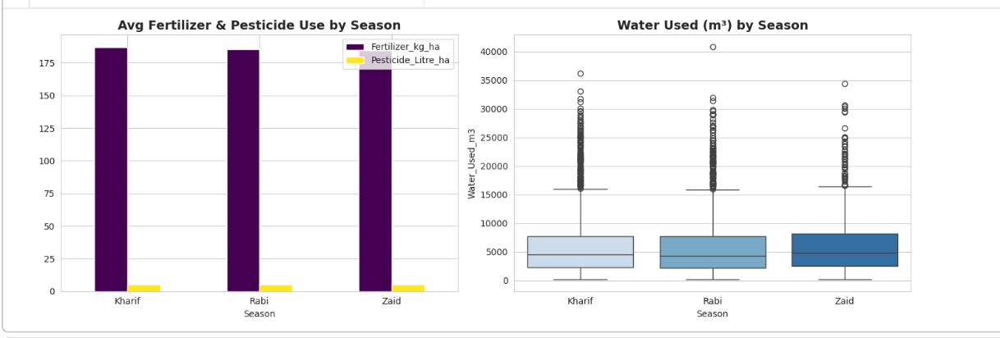 Avg Fertilizer & Pesticide Use by Season
Fertilizer_kg_ha
Pesticide_Litre_ha
175
150
125
100
75
50
25
0
Kharif Rabi Zaid
Season
Water Used (m³) by Season
Water_Used_m3
40000
35000
30000
25000
20000
15000
10000
5000
0
Kharif Rabi Zaid
Season